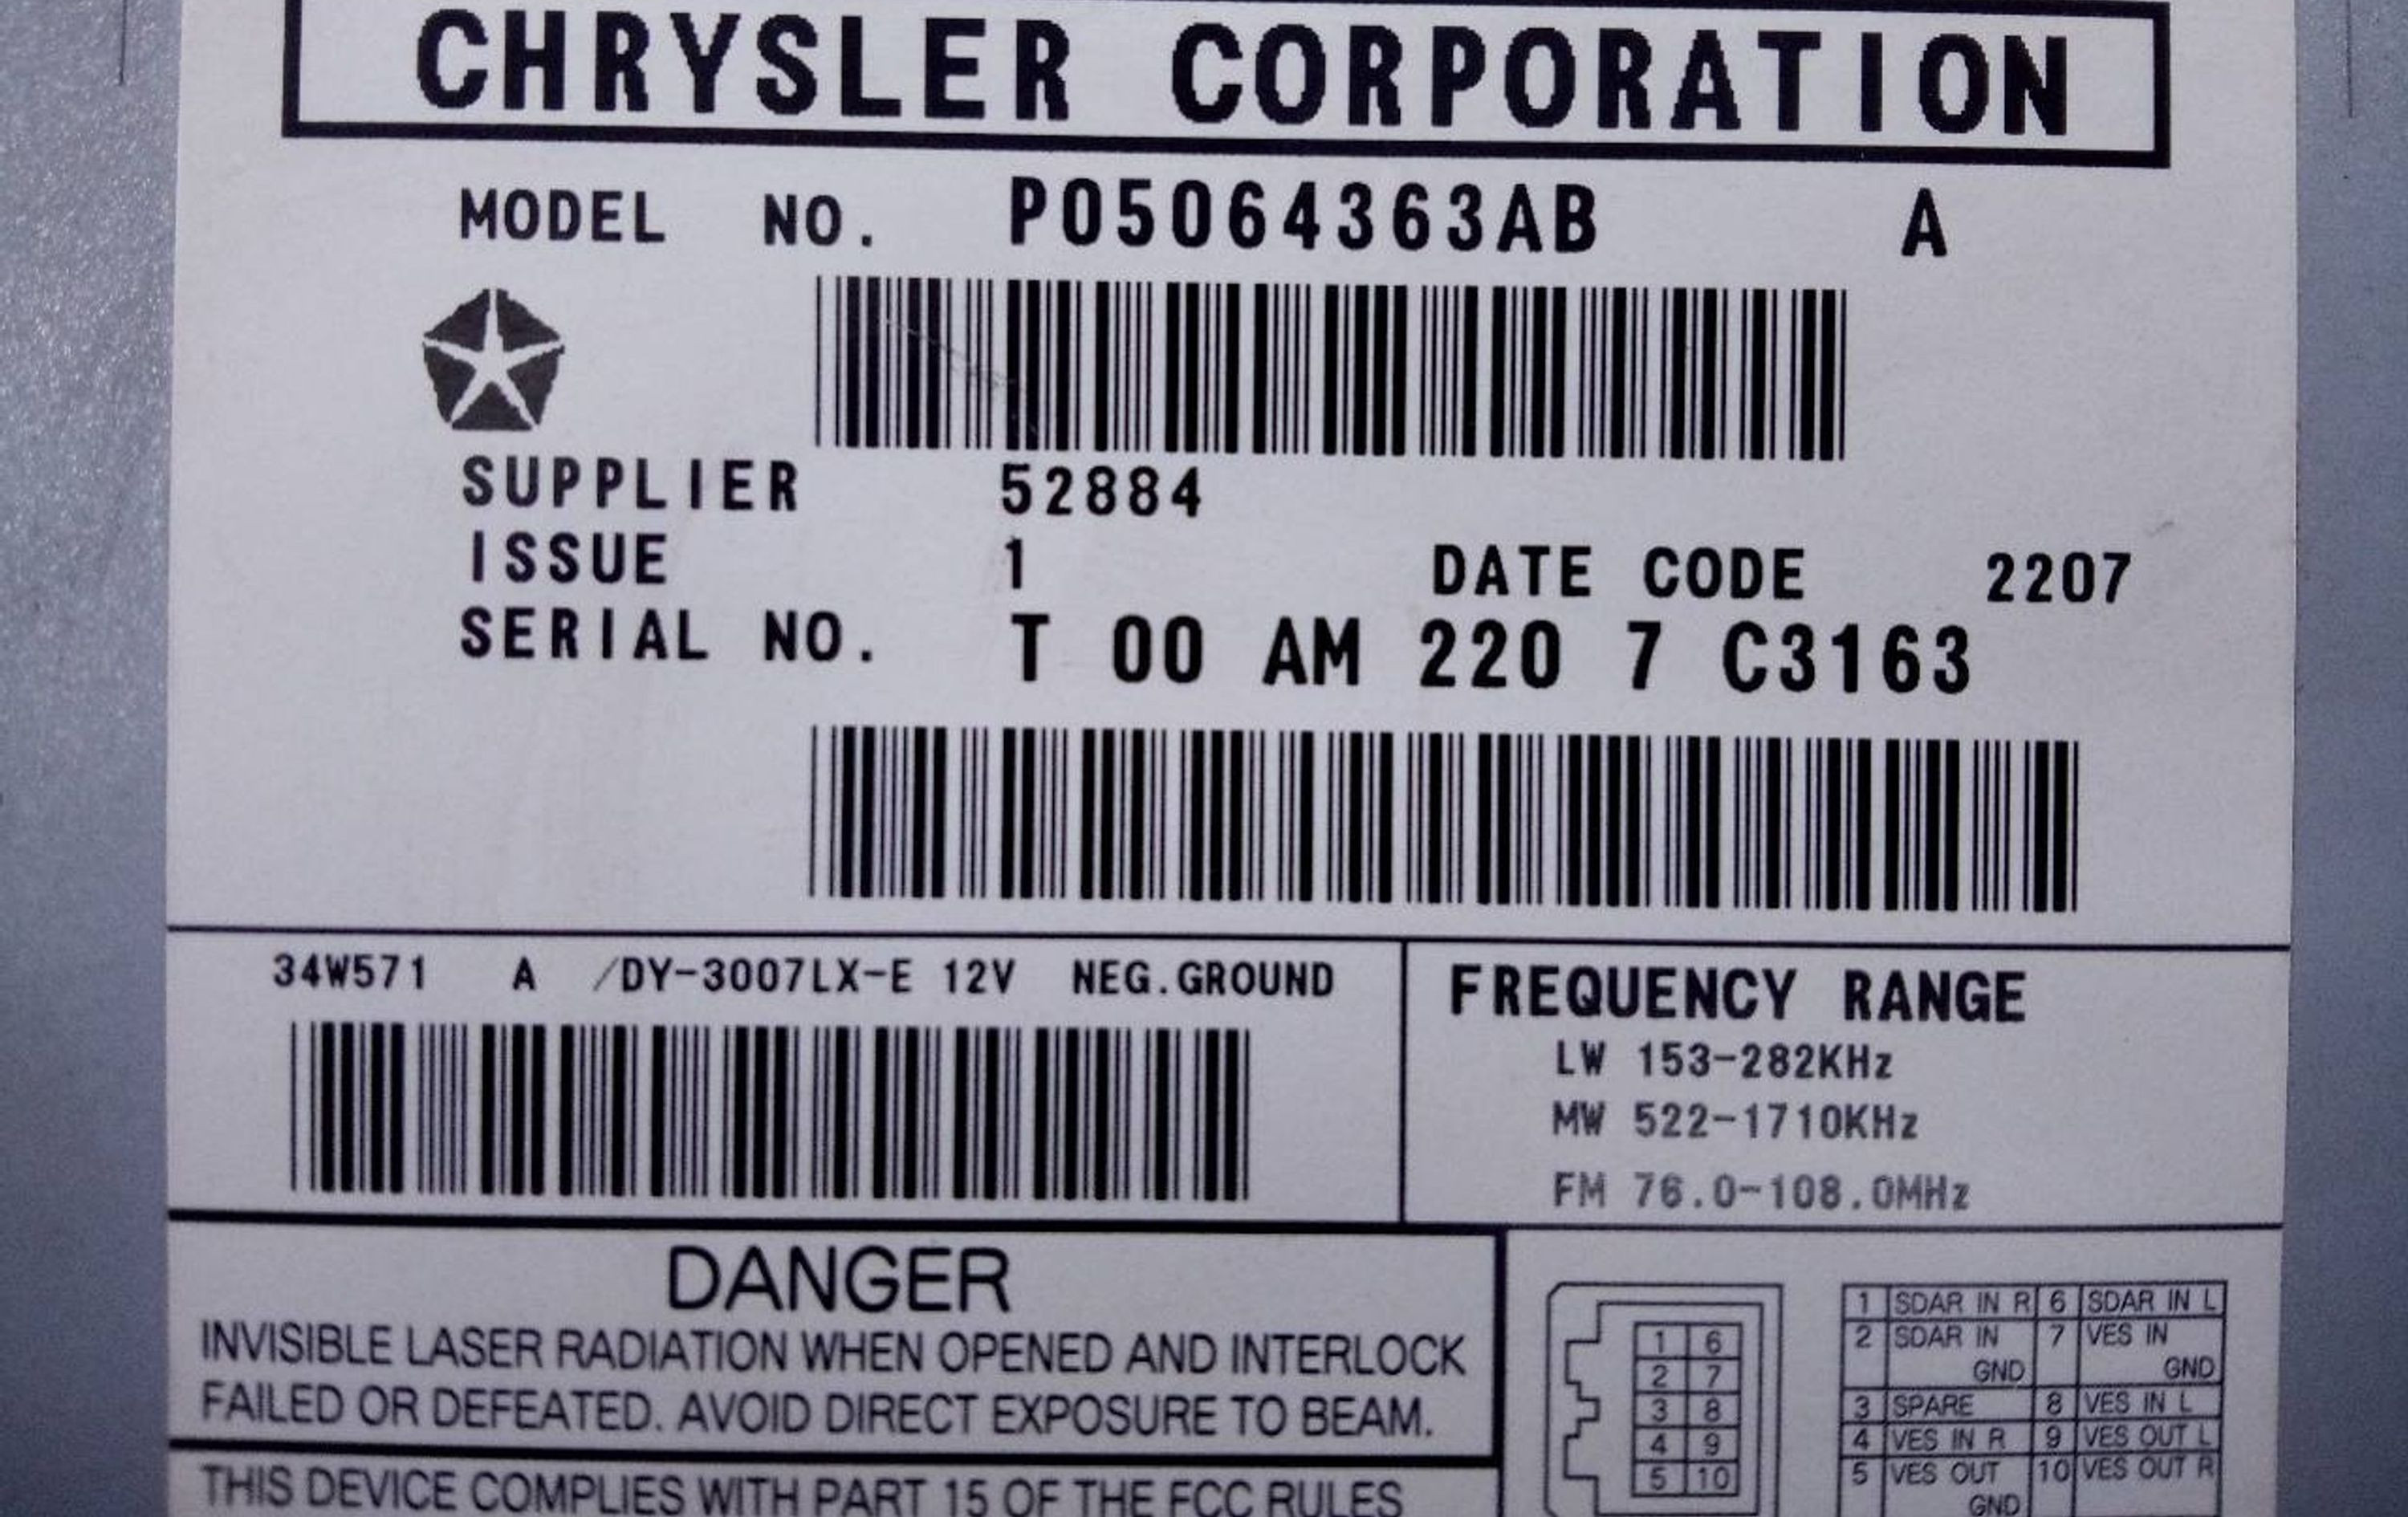 CHRYSLER CORPORATION
MODEL NO. P05064363AB A
SUPPLIER 52884
ISSUE 1 DATE CODE 2207
SERIAL NO. T 00 AM 220 7 C3163
34W571 A /DY-3007LX-E 12V NEG.GROUND
FREQUENCY RANGE
LW 153-282KHz
MW 522-1710KHz
FM 76.0-108.0MHz
DANGER
INVISIBLE LASER RADIATION WHEN OPENED AND INTERLOCK
FAILED OR DEFEATED. AVOID DIRECT EXPOSURE TO BEAM.
THIS DEVICE COMPLIES WITH PART 15 OF THE FCC RULES
1 6
2 7
3 8
4 9
5 10
1 SDAR IN R 6 SDAR IN L
2 SDAR IN 7 VES IN
GND GND
3 SPARE 8 VES IN L
4 VES IN R 9 VES OUT L
5 VES OUT 10 VES OUT R
GND